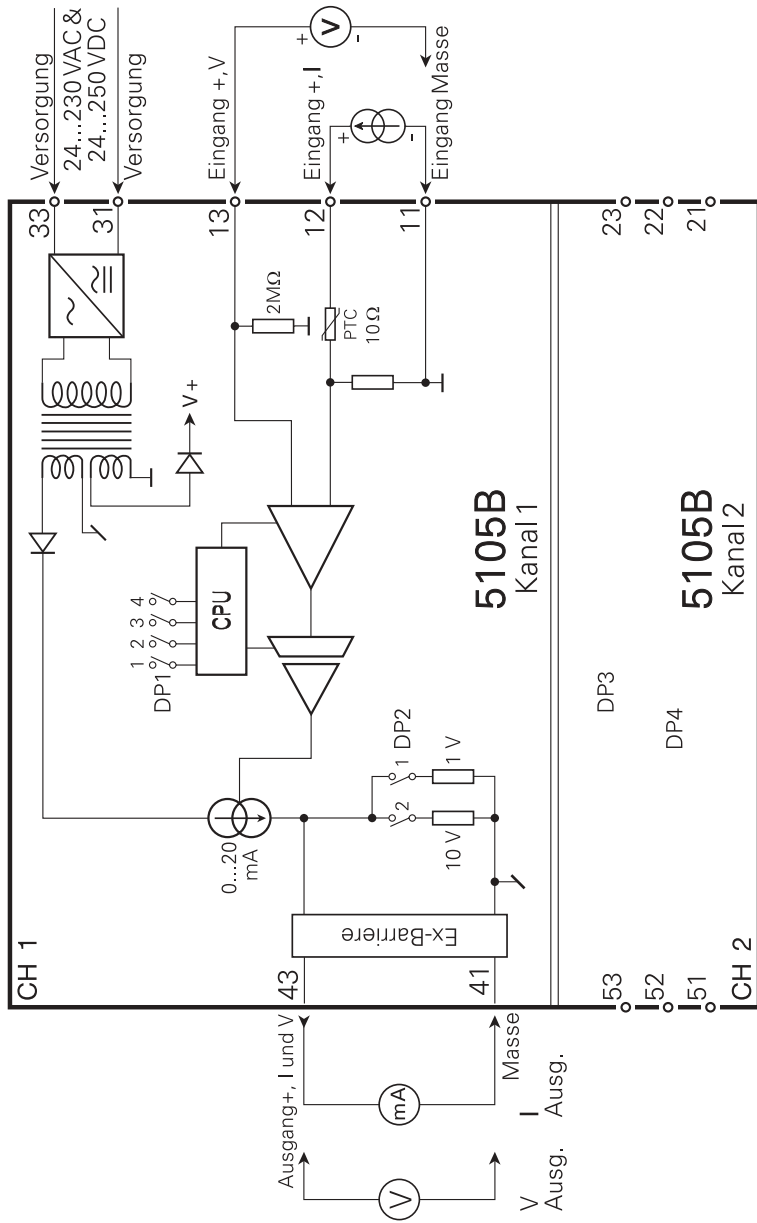 CH 1
Versorgung
24...230 VAC &
24...250 VDC
Versorgung
33
31
V+
Eingang +, V
+
V
-
13
2MΩ
Eingang +, I
+
-
12
PTC
10 Ω
Eingang Masse
11
CPU
1 2 3 4
DP1
5105B
Kanal 1
0...20
mA
1 DP2
2
1 V
10 V
Ex-Barriere
43
41
Ausgang+, I und V
Masse
mA
I
Ausg.
V
V
Ausg.
23
22
21
5105B
Kanal 2
DP3
DP4
53
52
51
CH 2